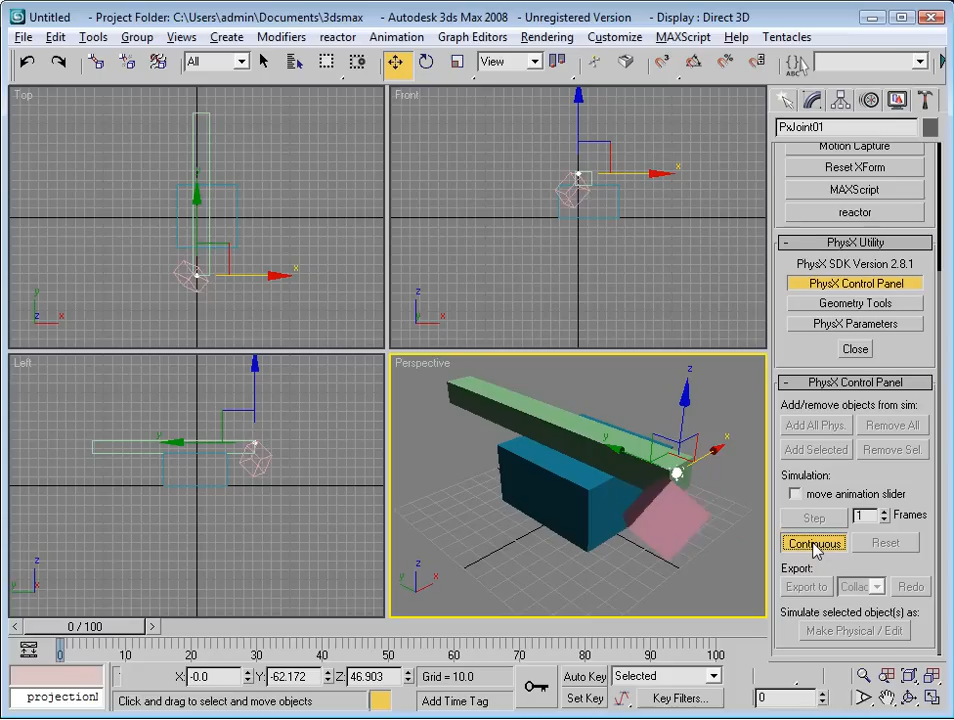 Untitled - Project Folder: C:\Users\admin\Documents\3dsmax - Autodesk 3ds Max 2008 - Unregistered Version - Display : Direct 3D
File Edit Tools Group Views Create Modifiers reactor Animation Graph Editors Rendering Customize MAXScript Help Tentacles
All View ABC
Top Front
PxJoint01
Motion Capture
Reset XForm
MAXScript
reactor
- PhysX Utility
PhysX SDK Version 2.8.1
PhysX Control Panel
Geometry Tools
PhysX Parameters
Close
x
x
z
y
z x
z x
Left Perspective
- PhysX Control Panel
Add/remove objects from sim:
Add All Phys. Remove All
Add Selected Remove Sel.
Simulation:
move animation slider
Step 1 Frames
Continuous Reset
Export:
Export to Collac Redo
Simulate selected object(s) as:
Make Physical / Edit
z
y
x
y
z
z
y
x
< 0 / 100 >
0 10 20 30 40 50 60 70 80 90 100
X: -0.0 Y: -62.172 Z: 46.903 Grid = 10.0 Auto Key Selected
projectionl Click and drag to select and move objects Add Time Tag Set Key Key Filters... 0